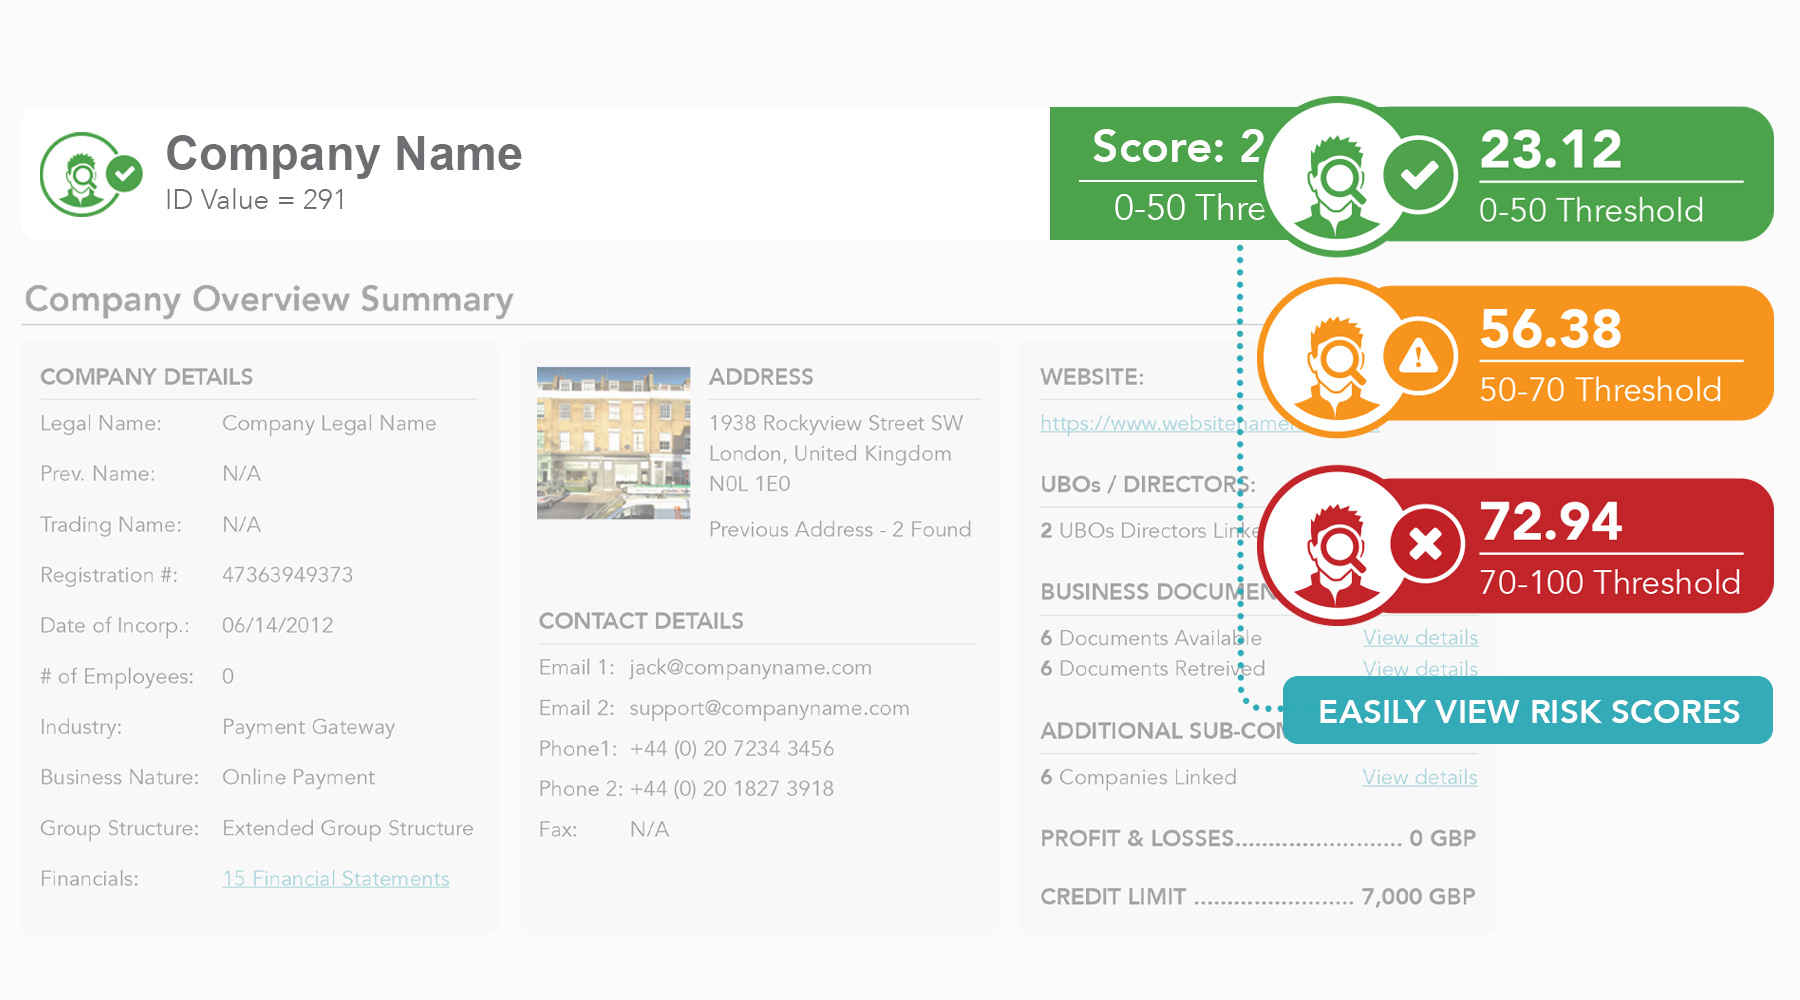 Company Name
ID Value = 291
Score: 2
0-50 Thre
23.12
0-50 Threshold
56.38
50-70 Threshold
72.94
70-100 Threshold
EASILY VIEW RISK SCORES
Company Overview Summary
COMPANY DETAILS
Legal Name: Company Legal Name
Prev. Name: N/A
Trading Name: N/A
Registration #: 47363949373
Date of Incorp.: 06/14/2012
# of Employees: 0
Industry: Payment Gateway
Business Nature: Online Payment
Group Structure: Extended Group Structure
Financials: 15 Financial Statements
ADDRESS
1938 Rockyview Street SW
London, United Kingdom
N0L 1E0
Previous Address - 2 Found
CONTACT DETAILS
Email 1: jack@companyname.com
Email 2: support@companyname.com
Phone1: +44 (0) 20 7234 3456
Phone 2: +44 (0) 20 1827 3918
Fax: N/A
WEBSITE:
https://www.websitename
UBOs / DIRECTORS:
2 UBOs Directors Linke
BUSINESS DOCUMEN
6 Documents Available View details
6 Documents Retreived View details
ADDITIONAL SUB-COM
6 Companies Linked View details
PROFIT & LOSSES......................... 0 GBP
CREDIT LIMIT ........................ 7,000 GBP